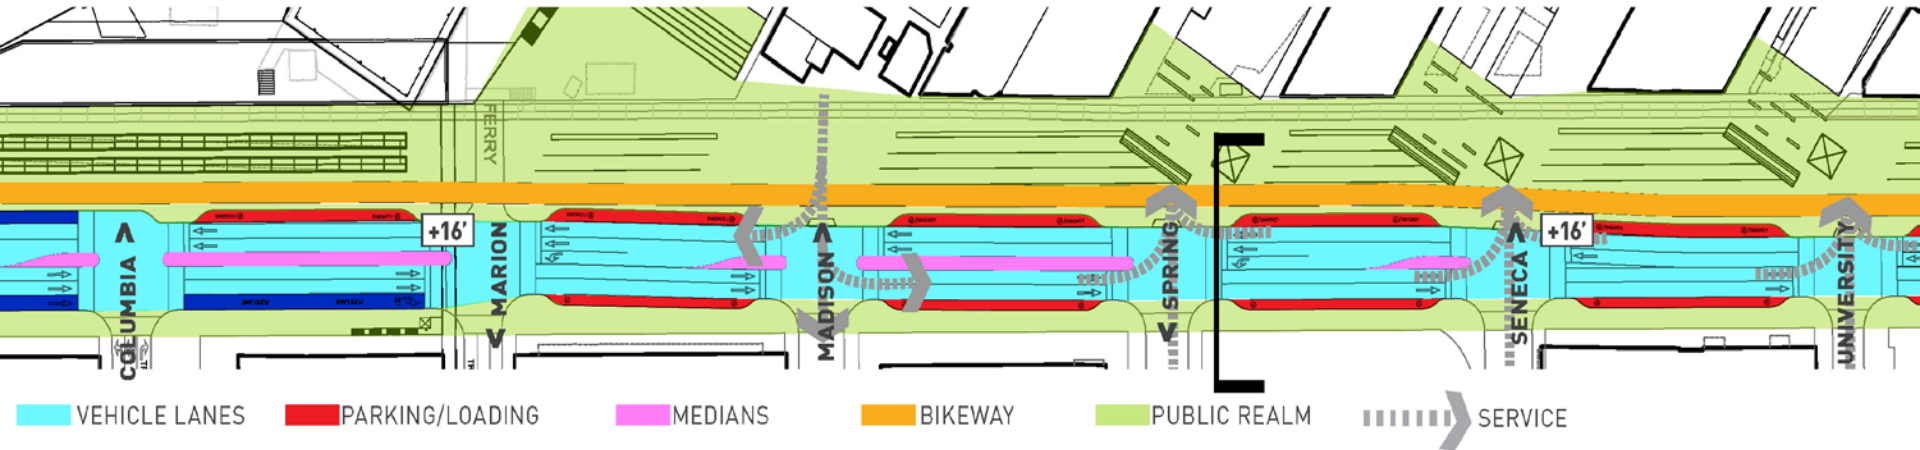 FERRY
+16'
+16'
COLUMBIA
MARION
MADISON
SPRING
SENECA
UNIVERSITY
VEHICLE LANES
PARKING/LOADING
MEDIANS
BIKEWAY
PUBLIC REALM
SERVICE